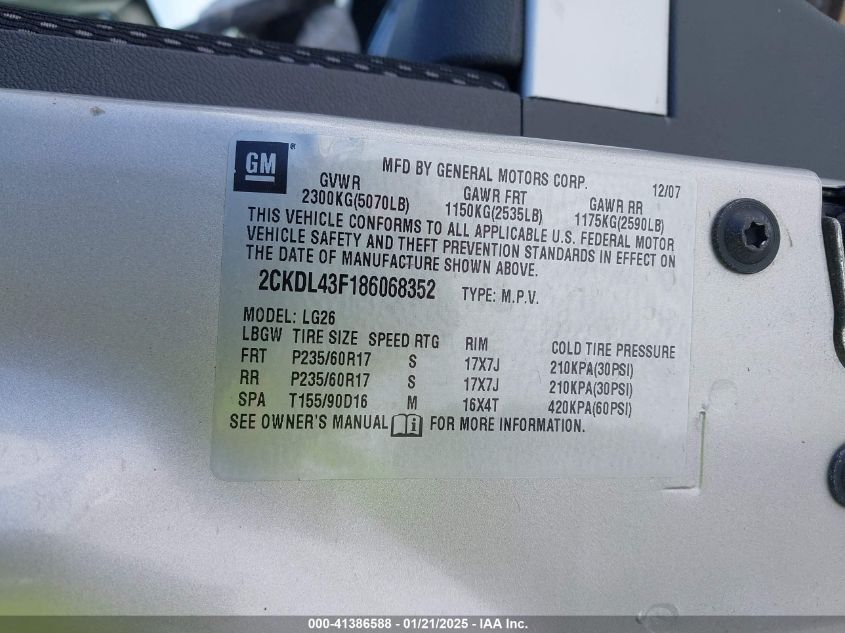 GM
MFD BY GENERAL MOTORS CORP. 12/07
GVWR GAWR FRT GAWR RR
2300KG(5070LB) 1150KG(2535LB) 1175KG(2590LB)
THIS VEHICLE CONFORMS TO ALL APPLICABLE U.S. FEDERAL MOTOR
VEHICLE SAFETY AND THEFT PREVENTION STANDARDS IN EFFECT ON
THE DATE OF MANUFACTURE SHOWN ABOVE.
2CKDL43F186068352 TYPE: M.P.V.
MODEL: LG26
LBGW TIRE SIZE SPEED RTG RIM COLD TIRE PRESSURE
FRT P235/60R17 S 17X7J 210KPA(30PSI)
RR P235/60R17 S 17X7J 210KPA(30PSI)
SPA T155/90D16 M 16X4T 420KPA(60PSI)
SEE OWNER'S MANUAL FOR MORE INFORMATION.
000-41386588 - 01/21/2025 - IAA Inc.